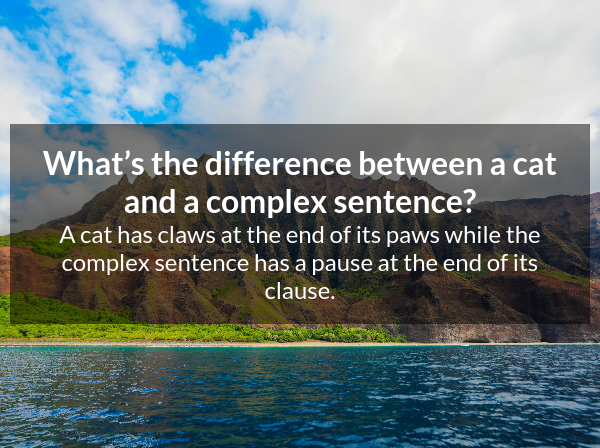 What’s the difference between a cat
and a complex sentence?
A cat has claws at the end of its paws while the
complex sentence has a pause at the end of its
clause.